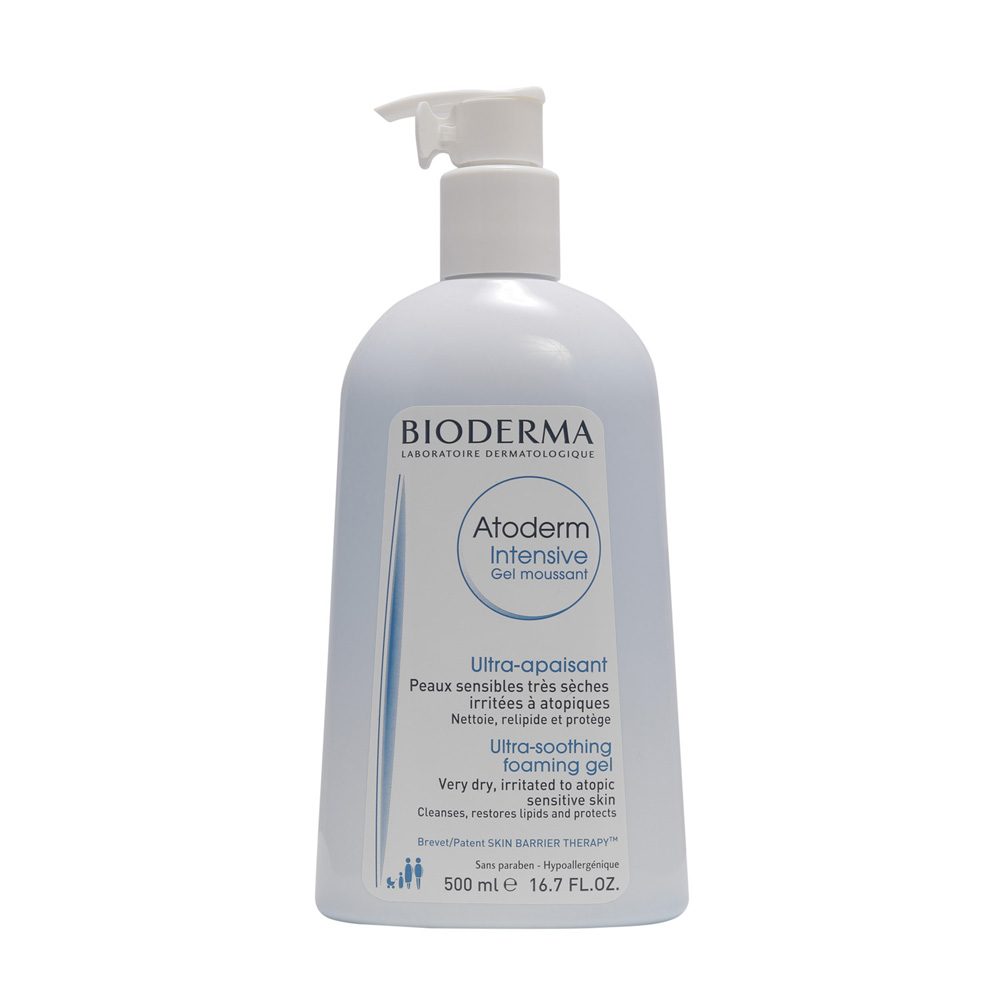 BIODERMA
LABORATOIRE DERMATOLOGIQUE
Atoderm
Intensive
Gel moussant
Ultra-apaisant
Peaux sensibles très sèches
irritées à atopiques
Nettoie, relipide et protège
Ultra-soothing
foaming gel
Very dry, irritated to atopic
sensitive skin
Cleanses, restores lipids and protects
Brevet/Patent SKIN BARRIER THERAPY™
Sans paraben - Hypoallergénique
500 ml ℮ 16.7 FL.OZ.